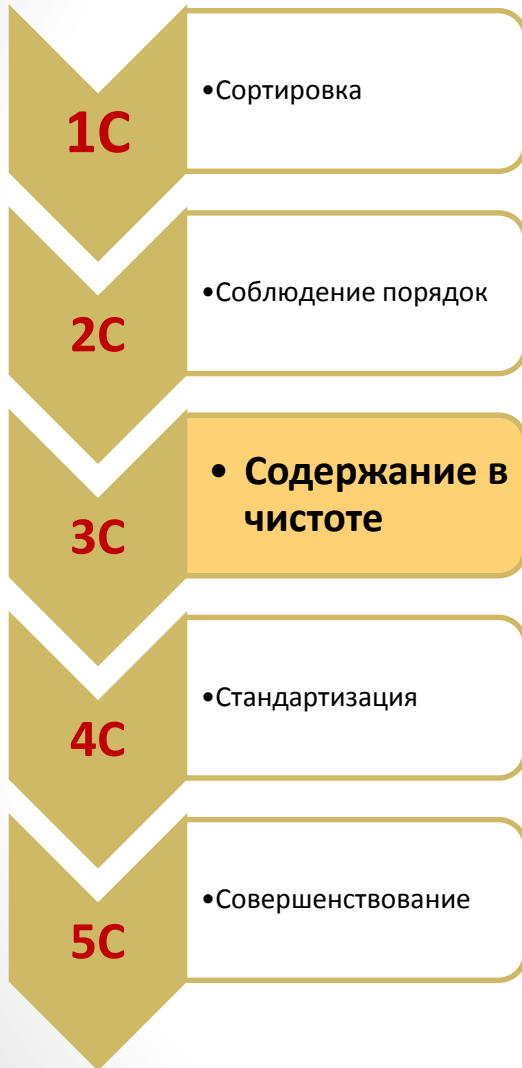 1С
•Сортировка
2С
•Соблюдение порядок
3С
• Содержание в
чистоте
4С
•Стандартизация
5С
•Совершенствование